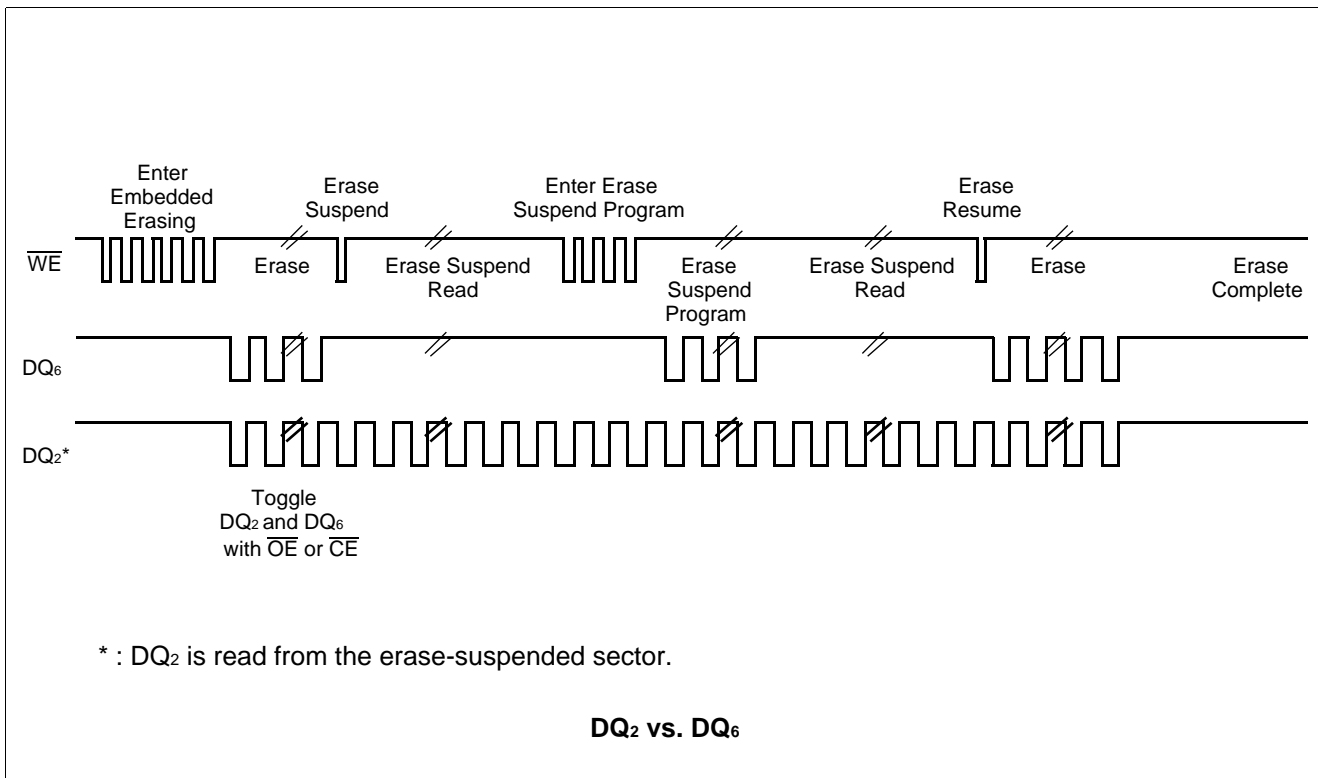 Enter
Embedded
Erasing
Erase
Suspend
Enter Erase
Suspend Program
Erase
Resume
WE
Erase
Erase Suspend
Read
Erase
Suspend
Program
Erase Suspend
Read
Erase
Erase
Complete
DQ6
DQ2*
Toggle
DQ2 and DQ6
with OE or CE
* : DQ2 is read from the erase-suspended sector.
DQ2 vs. DQ6